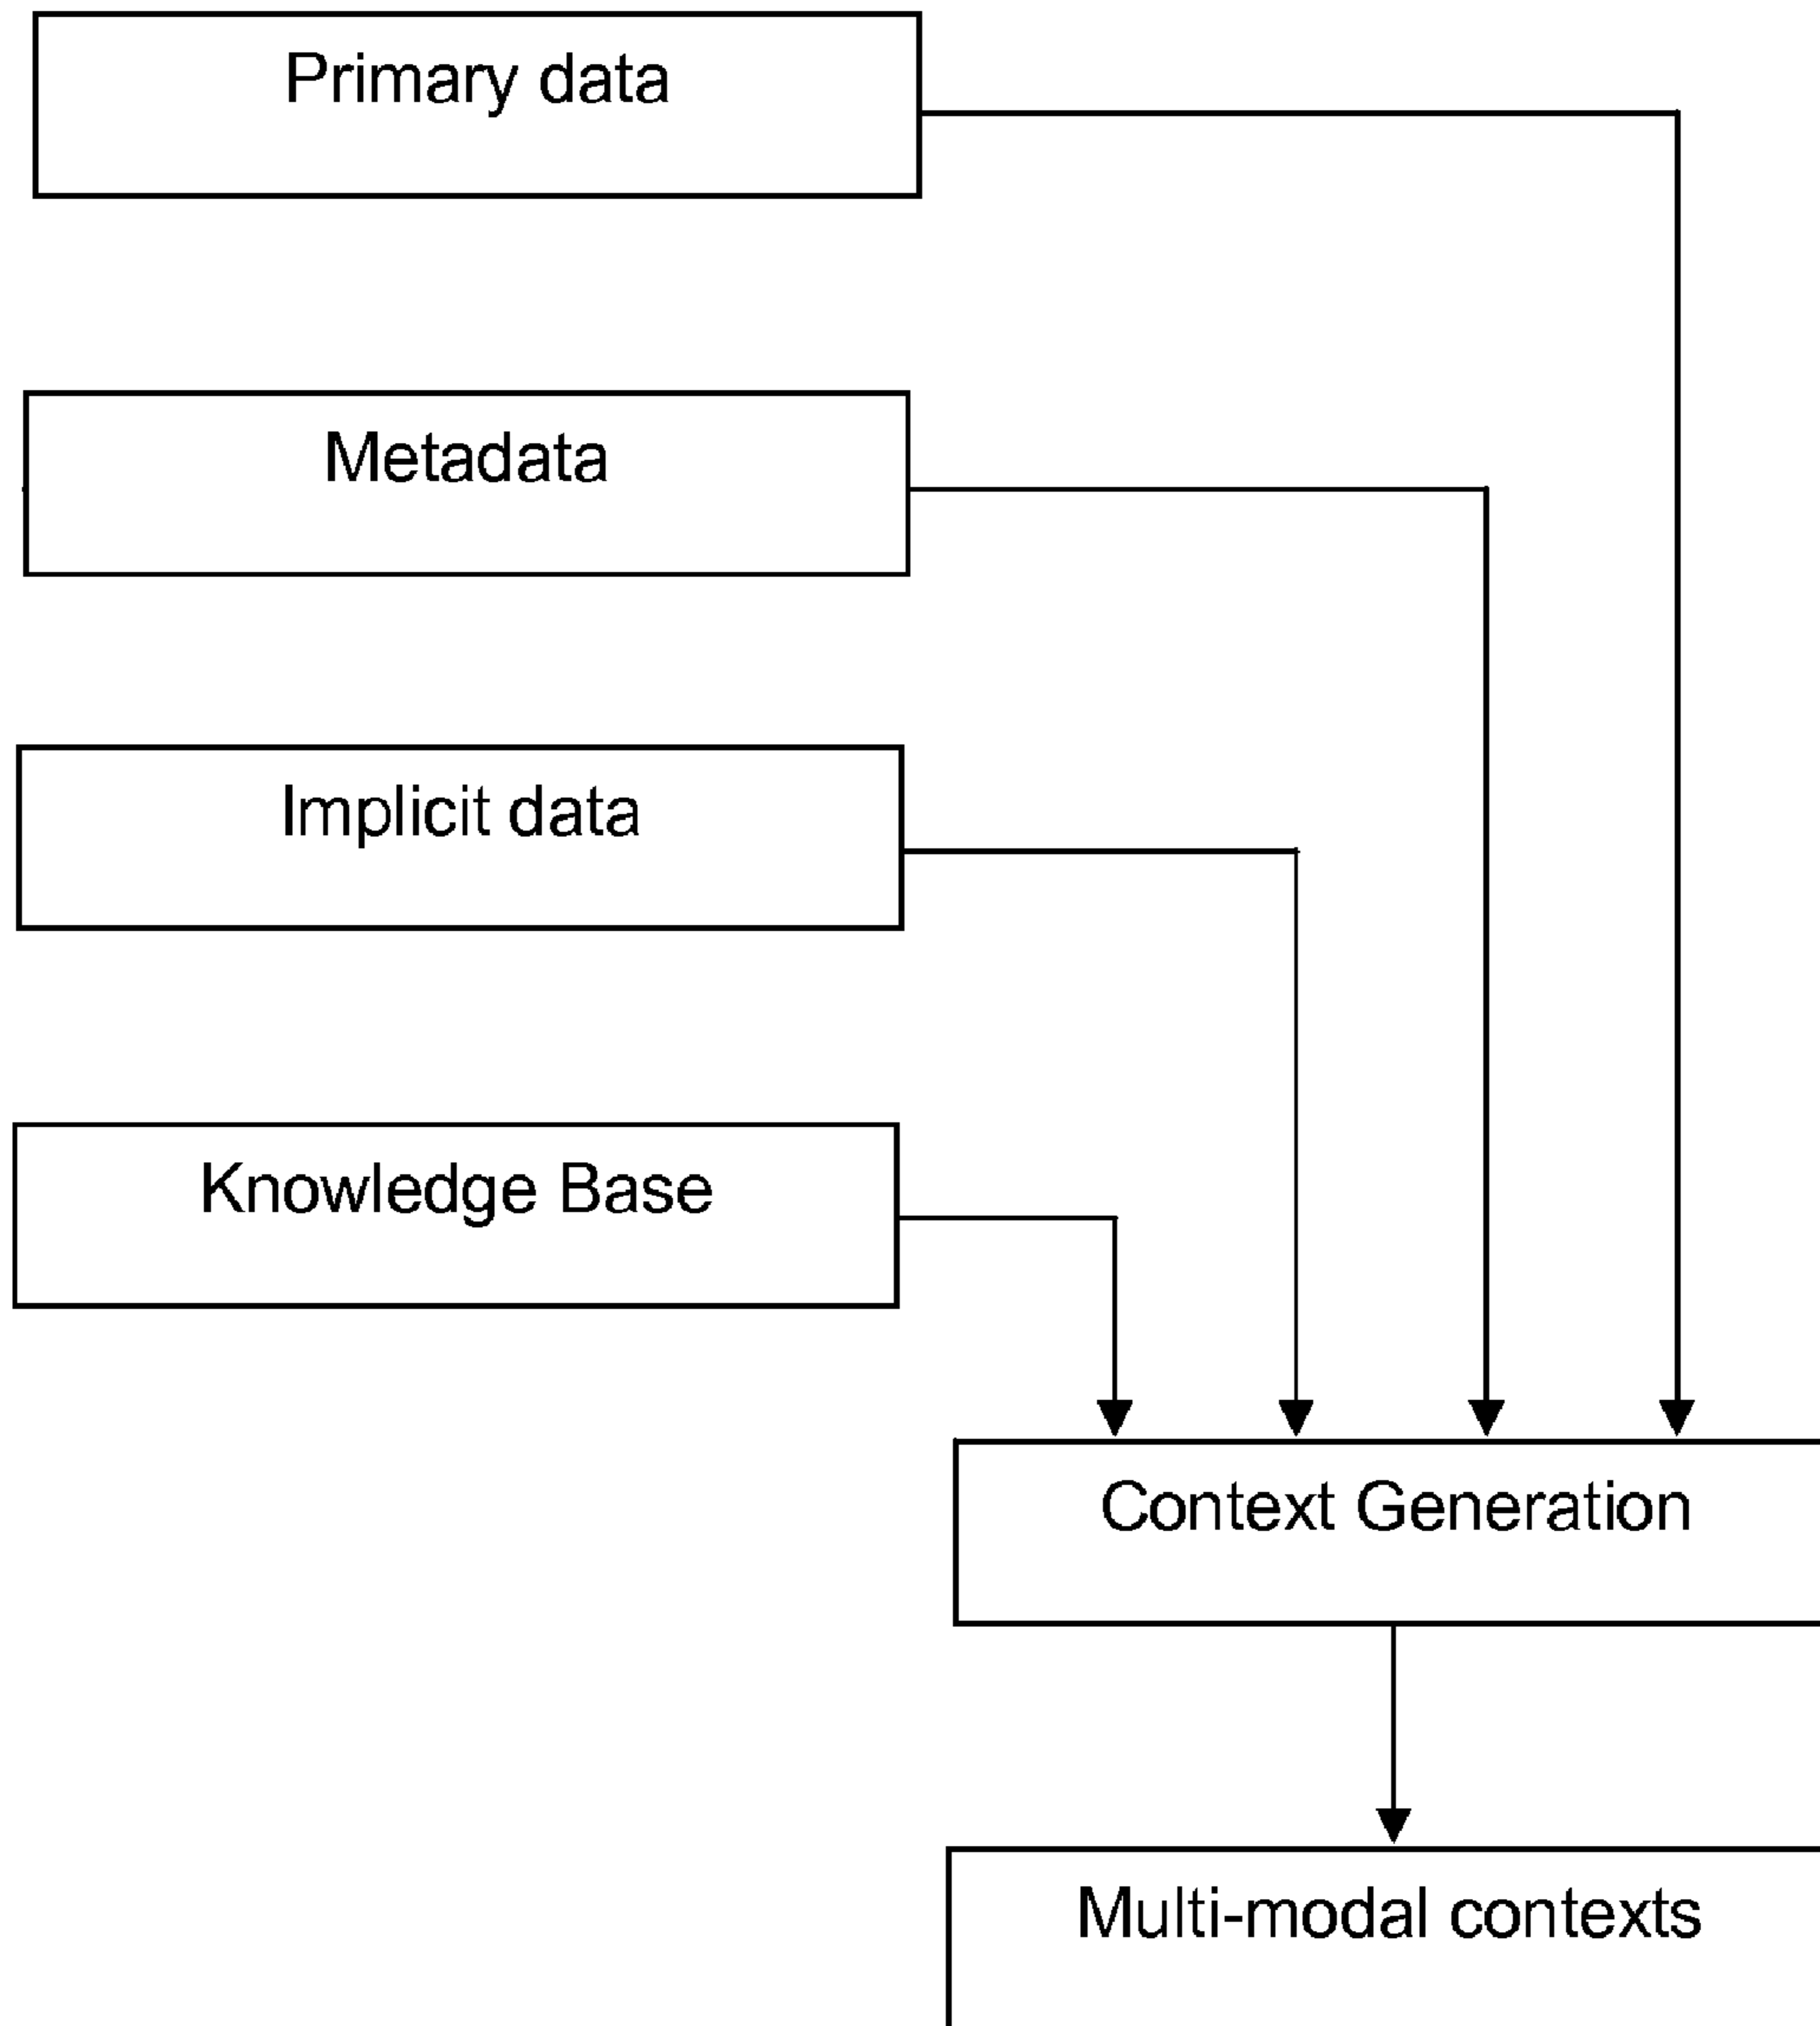 Primary data
Metadata
Implicit data
Knowledge Base
Context Generation
Multi-modal contexts